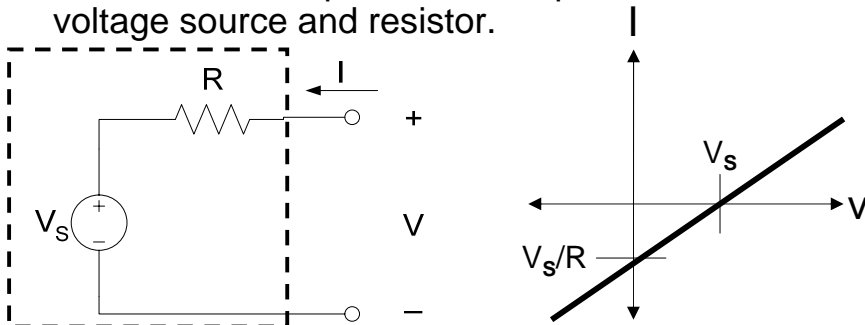 voltage source and resistor.
I
R
I
+
V_S
+
−
V
−
V_S
V
V_S/R